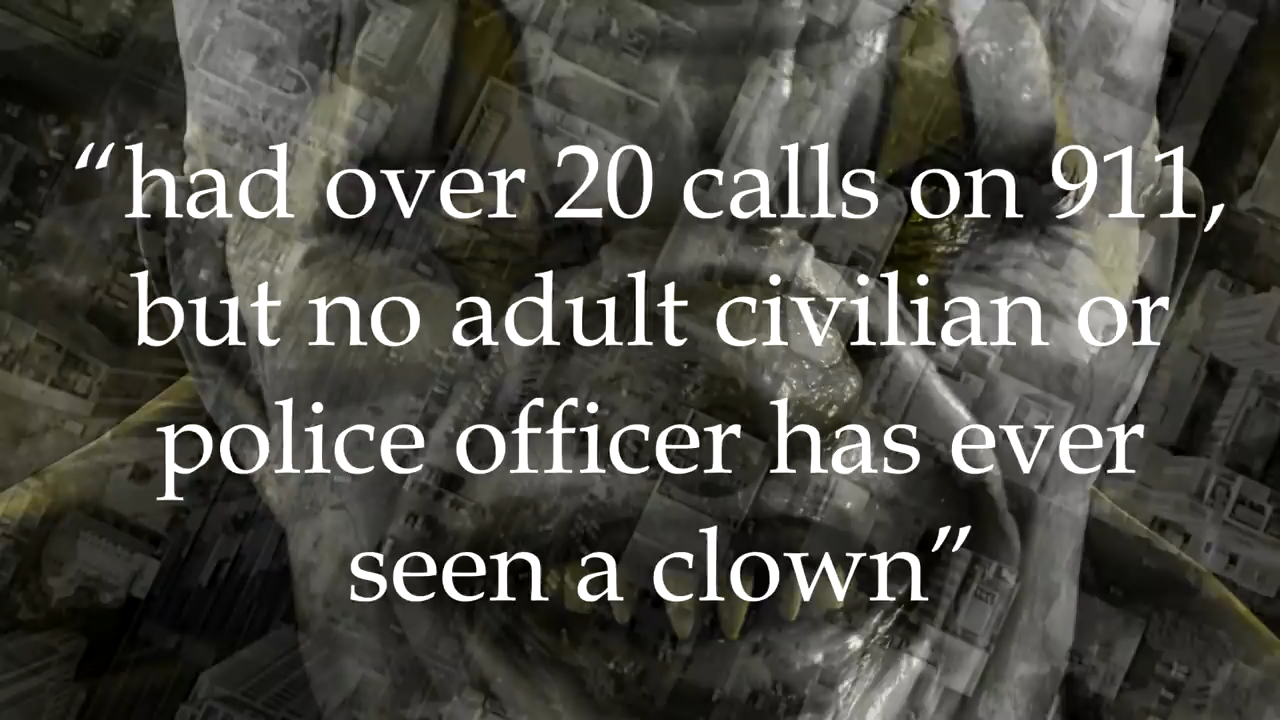 “had over 20 calls on 911,
but no adult civilian or
police officer has ever
seen a clown”